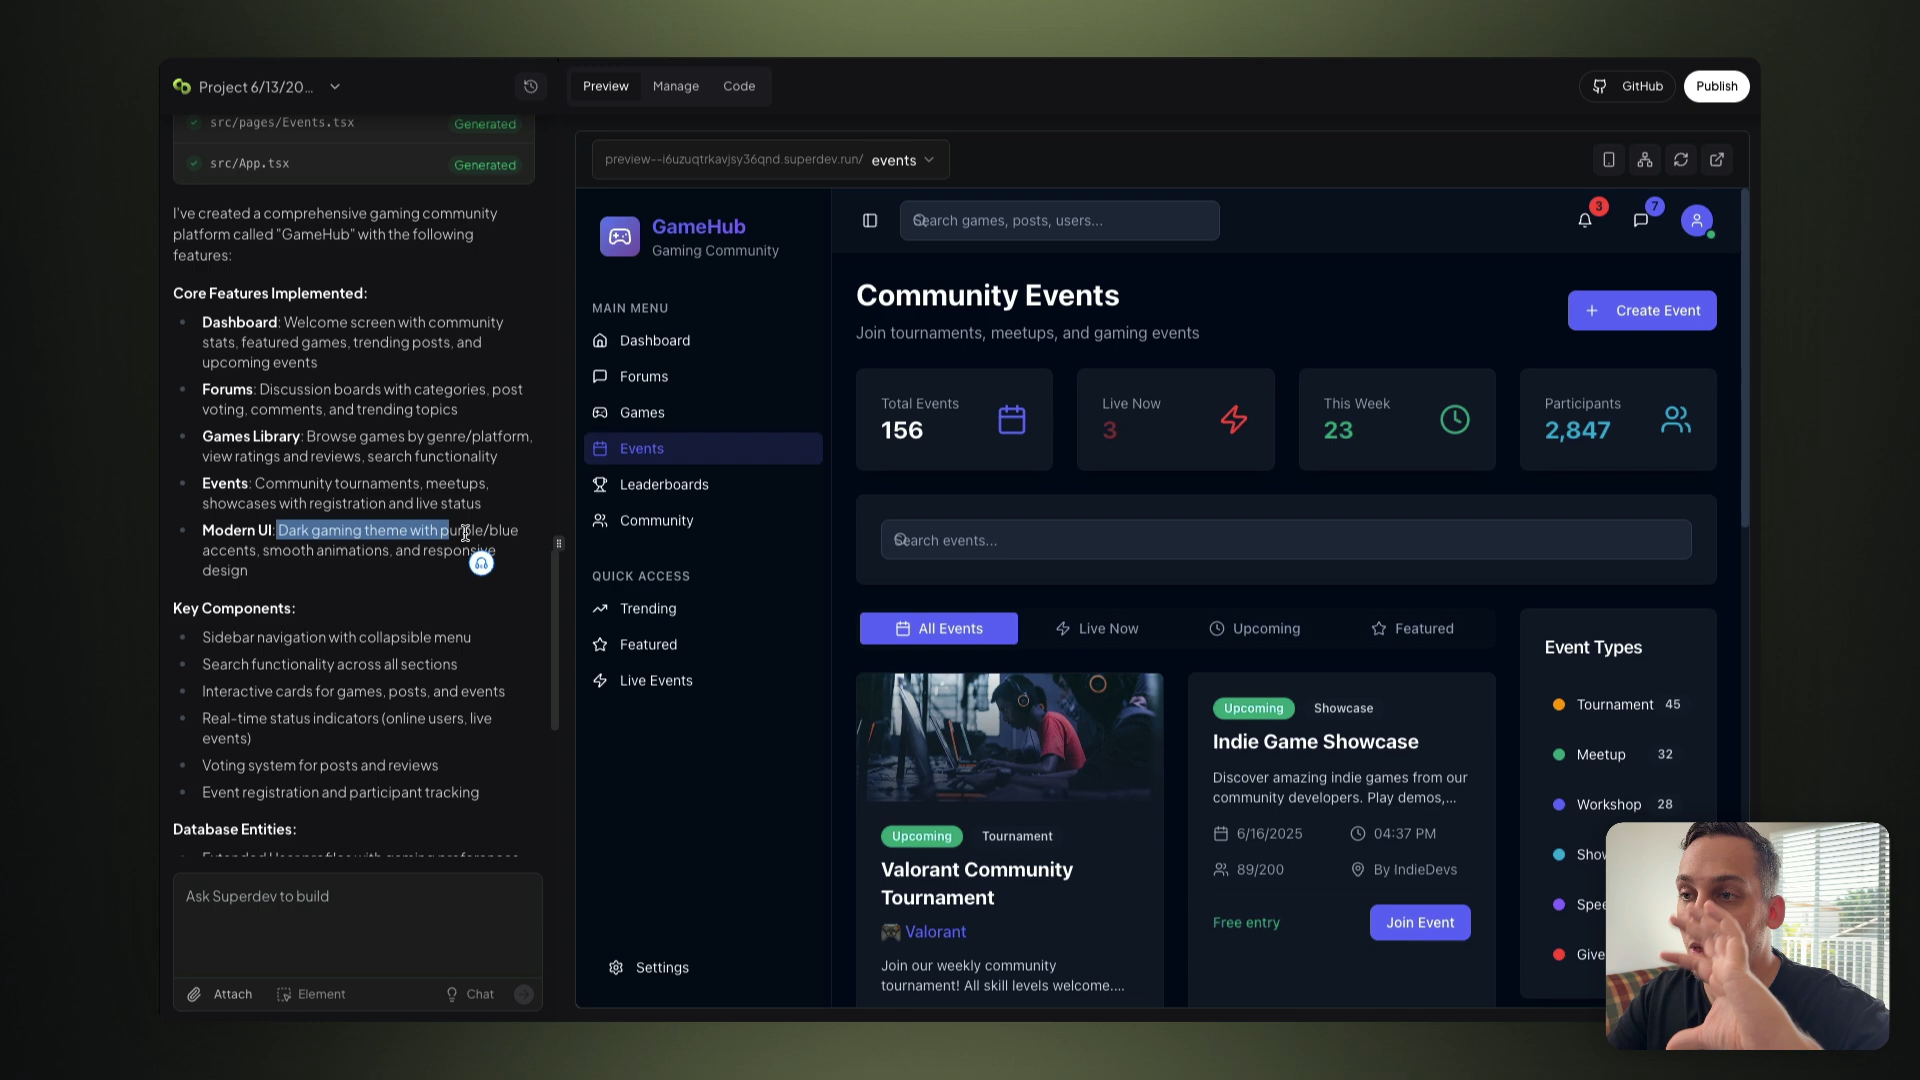 Project 6/13/20...
Preview
Manage
Code
GitHub
Publish
src/pages/Events.tsx
Generated
src/App.tsx
Generated
I've created a comprehensive gaming community
platform called "GameHub" with the following
features:
Core Features Implemented:
Dashboard: Welcome screen with community
stats, featured games, trending posts, and
upcoming events
Forums: Discussion boards with categories, post
voting, comments, and trending topics
Games Library: Browse games by genre/platform,
view ratings and reviews, search functionality
Events: Community tournaments, meetups,
showcases with registration and live status
Modern UI: Dark gaming theme with purple/blue
accents, smooth animations, and responsive
design
Key Components:
Sidebar navigation with collapsible menu
Search functionality across all sections
Interactive cards for games, posts, and events
Real-time status indicators (online users, live
events)
Voting system for posts and reviews
Event registration and participant tracking
Database Entities:
Extended User profiles with gaming preferences
Ask Superdev to build
Attach
Element
Chat
preview--i6uzuqtrkavjsy36qnd.superdev.run/ events
GameHub
Gaming Community
MAIN MENU
Dashboard
Forums
Games
Events
Leaderboards
Community
QUICK ACCESS
Trending
Featured
Live Events
Settings
Search games, posts, users...
3
7
Community Events
Join tournaments, meetups, and gaming events
Create Event
Total Events
156
Live Now
3
This Week
23
Participants
2,847
Search events...
All Events
Live Now
Upcoming
Featured
Upcoming
Tournament
Valorant Community
Tournament
Valorant
Join our weekly community
tournament! All skill levels welcome....
Upcoming
Showcase
Indie Game Showcase
Discover amazing indie games from our
community developers. Play demos,...
6/16/2025
04:37 PM
89/200
By IndieDevs
Free entry
Join Event
Event Types
Tournament 45
Meetup 32
Workshop 28
Show
Spee
Give